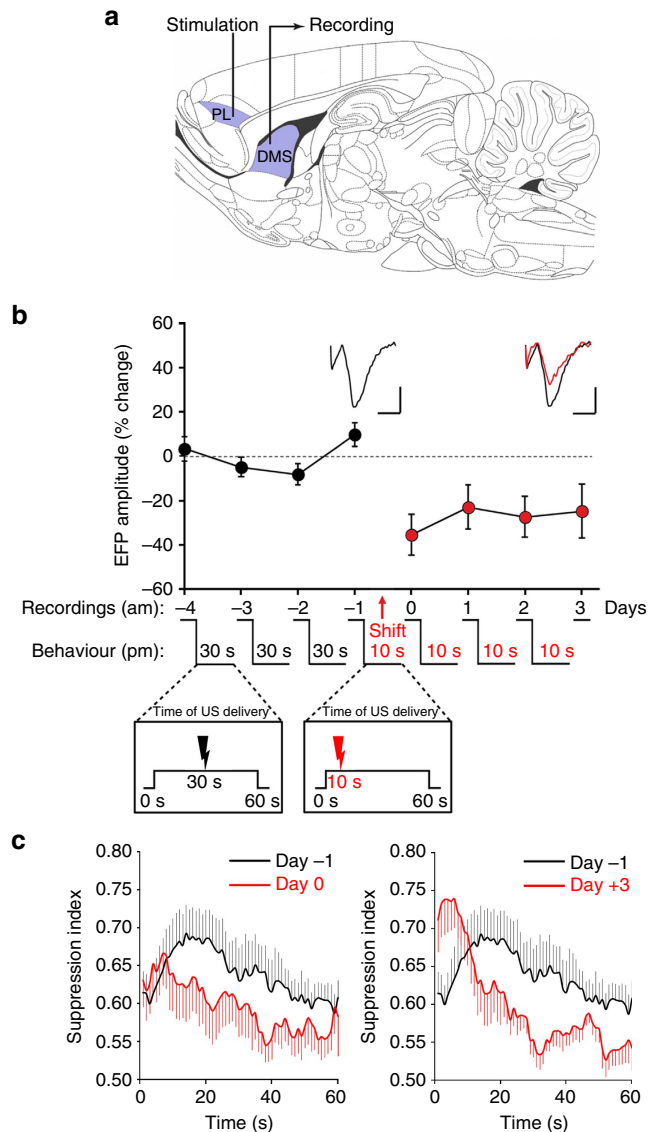 a
Stimulation
Recording
PL
DMS
b
60
40
20
0
−20
−40
−60
EFP amplitude (% change)
Recordings (am): −4 −3 −2 −1 0 1 2 3 Days
Shift
Behaviour (pm): 30 s 30 s 30 s 10 s 10 s 10 s 10 s
Time of US delivery
30 s
0 s 60 s
Time of US delivery
10 s
0 s 60 s
c
0.80
0.75
0.70
0.65
0.60
0.55
0.50
Suppression index
Day −1
Day 0
0 20 40 60
Time (s)
0.80
0.75
0.70
0.65
0.60
0.55
0.50
Suppression index
Day −1
Day +3
0 20 40 60
Time (s)